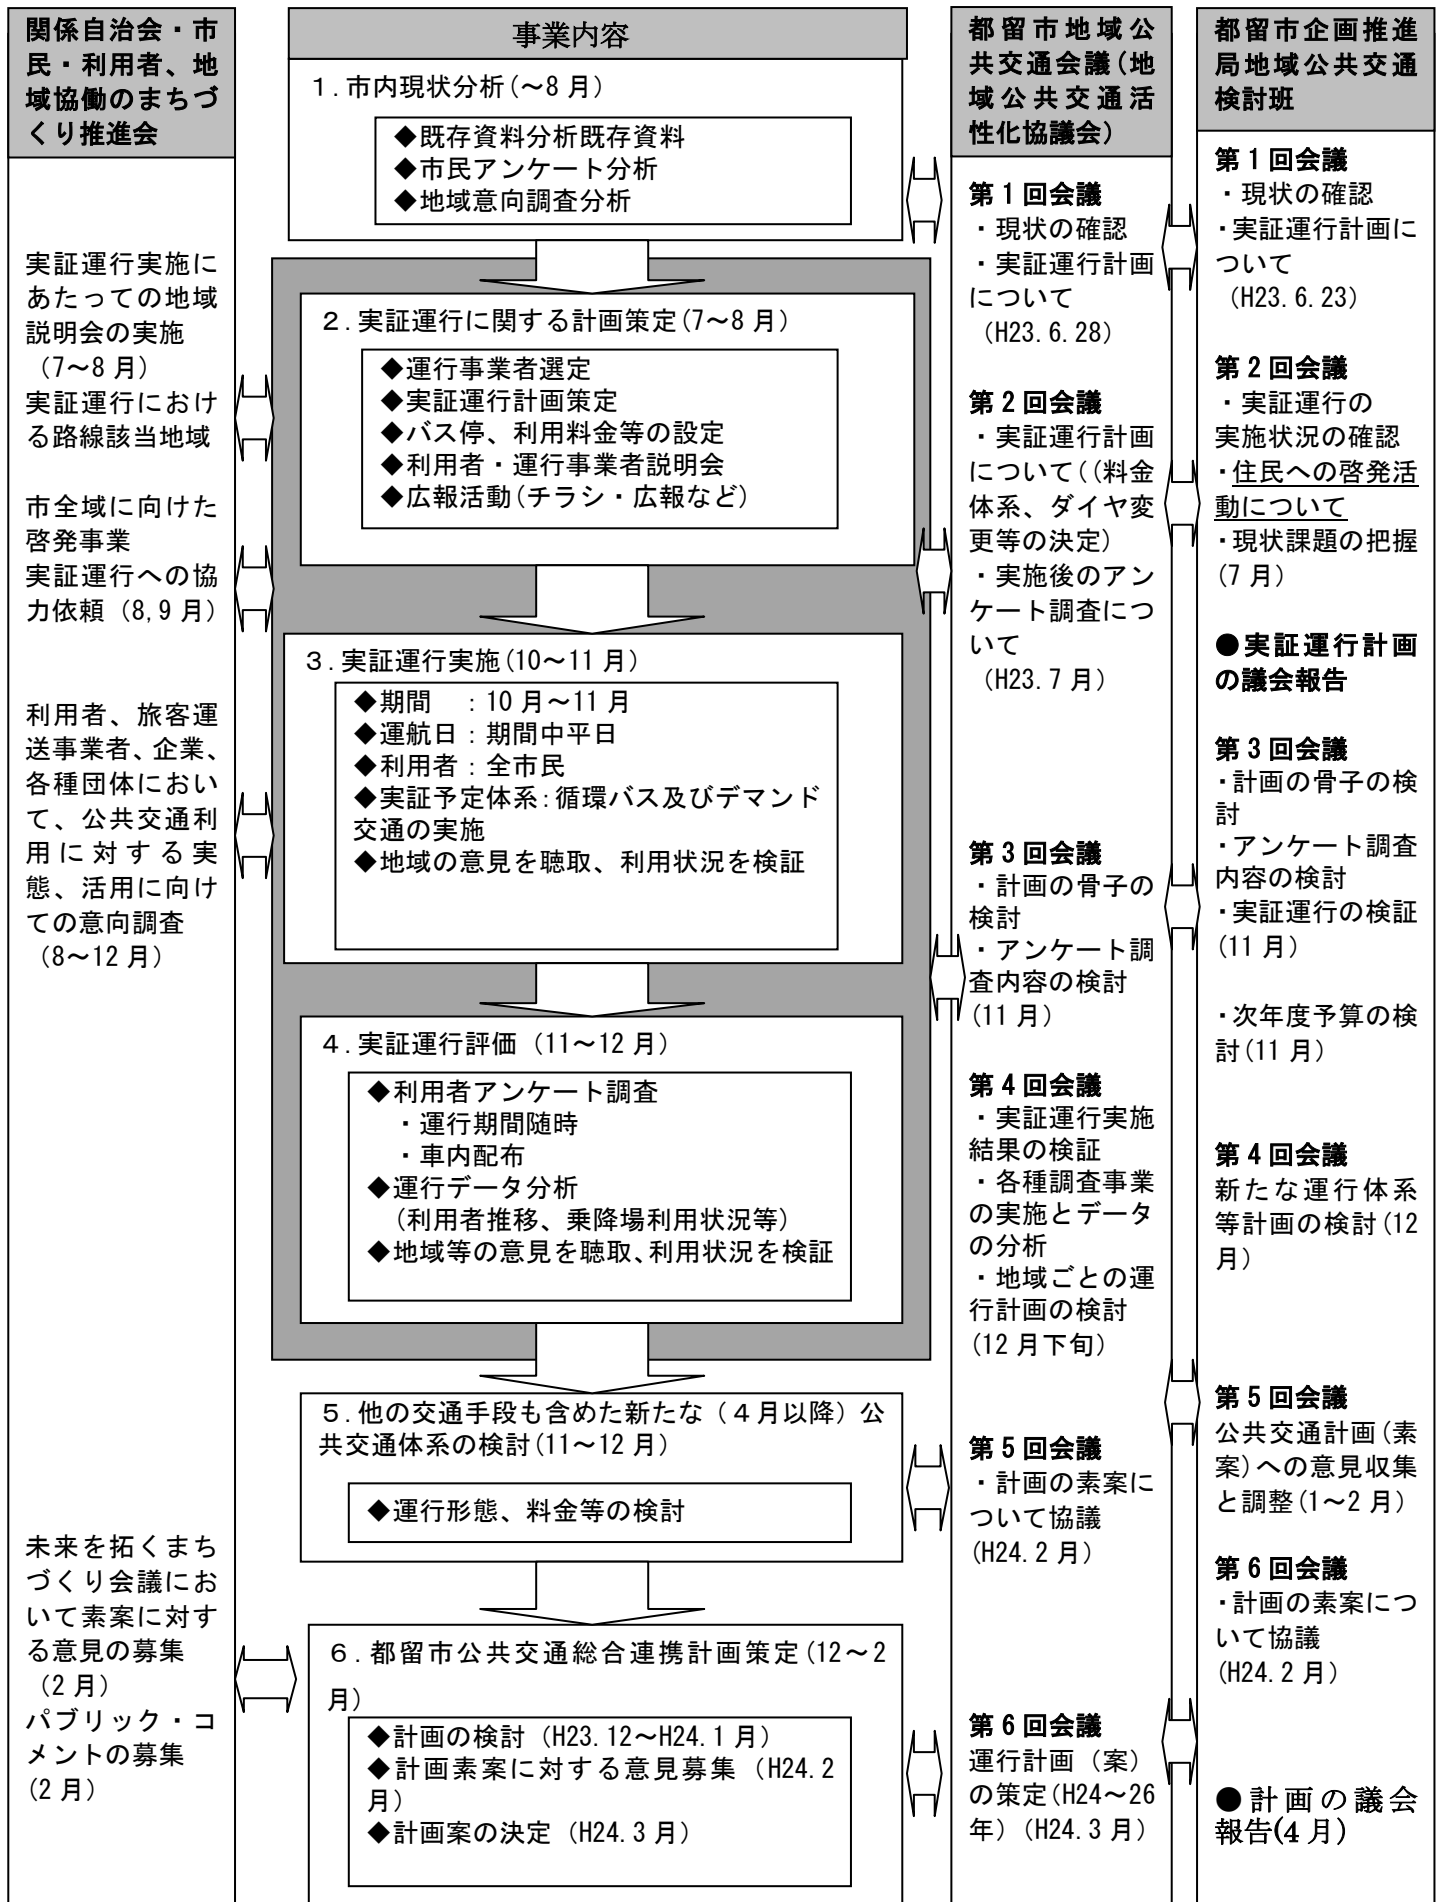 関係自治会・市
民・利用者、地
域協働のまちづ
くり推進会
実証運行実施に
あたっての地域
説明会の実施
（7～8月）
実証運行におけ
る路線該当地域
市全域に向けた
啓発事業
実証運行への協
力依頼（8,9月）
利用者、旅客運
送事業者、企業、
各種団体におい
て、公共交通利
用に対する実
態、活用に向け
ての意向調査
（8～12月）
未来を拓くまち
づくり会議にお
いて素案に対す
る意見の募集
（2月）
パブリック・コ
メントの募集
(2月)
事業内容
１.市内現状分析(～8月)
◆既存資料分析既存資料
◆市民アンケート分析
◆地域意向調査分析
２.実証運行に関する計画策定(7～8月)
◆運行事業者選定
◆実証運行計画策定
◆バス停、利用料金等の設定
◆利用者・運行事業者説明会
◆広報活動(チラシ・広報など)
３.実証運行実施(10～11月)
◆期間　：10月～11月
◆運航日：期間中平日
◆利用者：全市民
◆実証予定体系:循環バス及びデマンド
交通の実施
◆地域の意見を聴取、利用状況を検証
４.実証運行評価（11～12月)
◆利用者アンケート調査
・運行期間随時
・車内配布
◆運行データ分析
(利用者推移、乗降場利用状況等)
◆地域等の意見を聴取、利用状況を検証
５.他の交通手段も含めた新たな（４月以降）公
共交通体系の検討(11～12月)
◆運行形態、料金等の検討
６.都留市公共交通総合連携計画策定(12～2
月)
◆計画の検討（H23.12～H24.1月)
◆計画素案に対する意見募集（H24.2
月)
◆計画案の決定（H24.3月)
都留市地域公
共交通会議(地
域公共交通活
性化協議会)
第1回会議
・現状の確認
・実証運行計画
について
（H23.6.28）
第2回会議
・実証運行計画
について((料金
体系、ダイヤ変
更等の決定)
・実施後のアン
ケート調査につ
いて
（H23.7月）
第3回会議
・計画の骨子の
検討
・アンケート調
査内容の検討
(11月)
第4回会議
・実証運行実施
結果の検証
・各種調査事業
の実施とデータ
の分析
・地域ごとの運
行計画の検討
(12月下旬)
第5回会議
・計画の素案に
ついて協議
(H24.2月)
第6回会議
運行計画（案）
の策定(H24～26
年）(H24.3月)
都留市企画推進
局地域公共交通
検討班
第1回会議
・現状の確認
・実証運行計画に
ついて
（H23.6.23）
第2回会議
・実証運行の
実施状況の確認
・住民への啓発活
動について
・現状課題の把握
(7月)
●実証運行計画
の議会報告
第3回会議
・計画の骨子の検
討
・アンケート調査
内容の検討
・実証運行の検証
(11月)
・次年度予算の検
討(11月)
第4回会議
新たな運行体系
等計画の検討(12
月)
第5回会議
公共交通計画(素
案)への意見収集
と調整(1～2月)
第6回会議
・計画の素案につ
いて協議
(H24.2月)
●計画の議会
報告(4月)